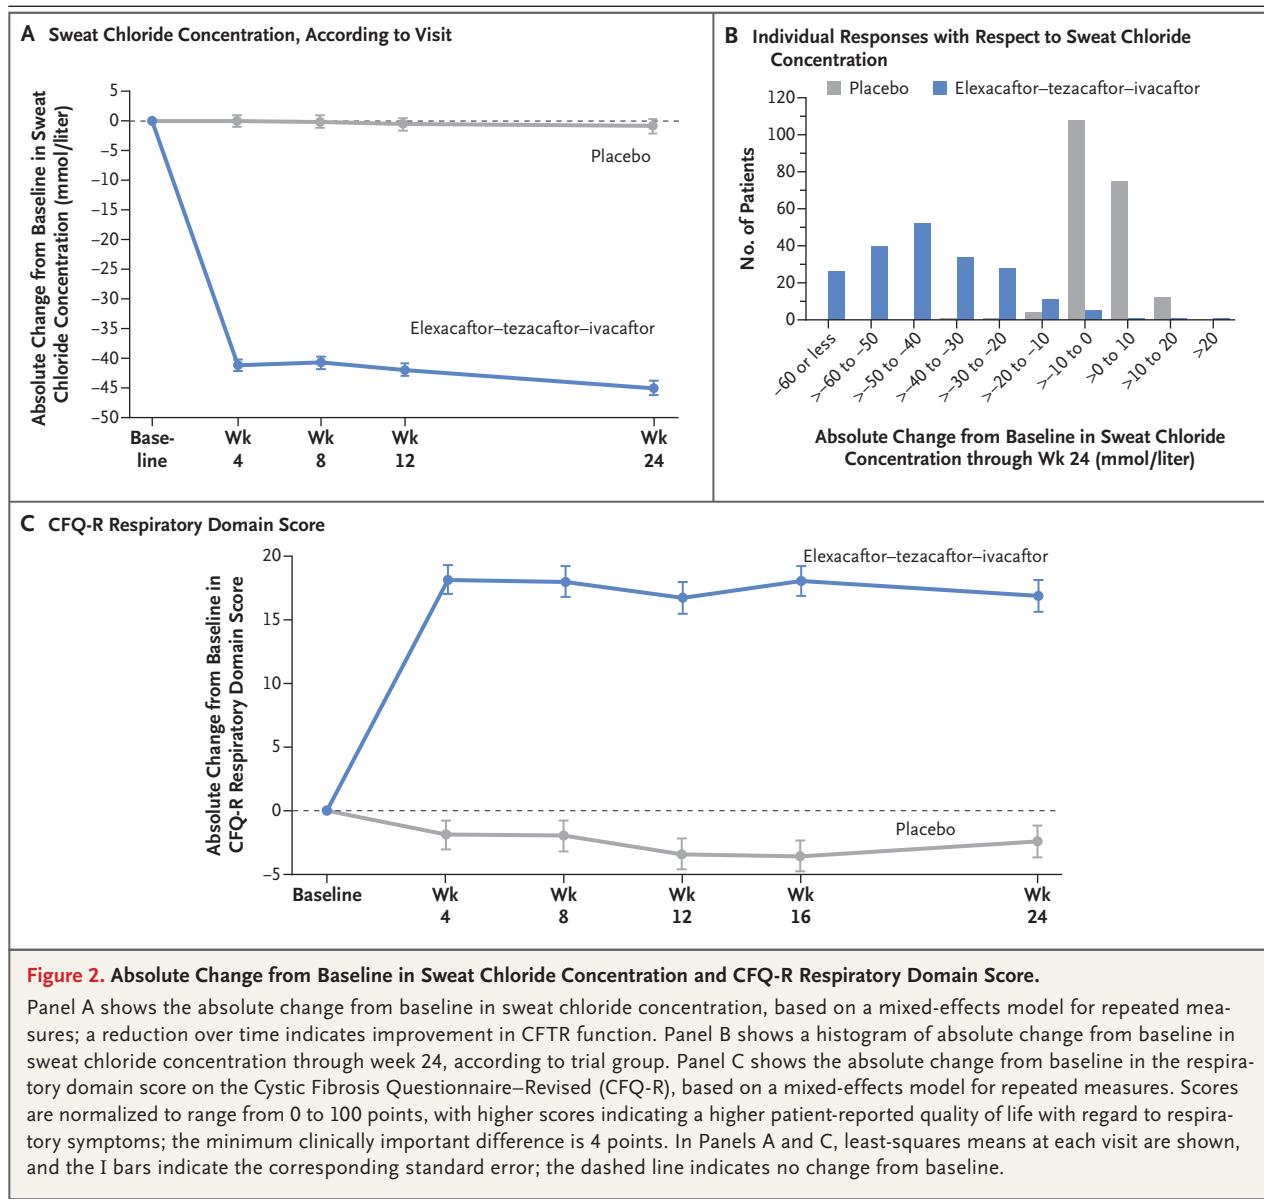 A Sweat Chloride Concentration, According to Visit
Absolute Change from Baseline in Sweat
Chloride Concentration (mmol/liter)
5
0
–5
–10
–15
–20
–25
–30
–35
–40
–45
–50
Placebo
Elexacaftor–tezacaftor–ivacaftor
Base-
line
Wk
4
Wk
8
Wk
12
Wk
24
B Individual Responses with Respect to Sweat Chloride
Concentration
Placebo
Elexacaftor–tezacaftor–ivacaftor
No. of Patients
120
100
80
60
40
20
0
–60 or less
>–60 to –50
>–50 to –40
>–40 to –30
>–30 to –20
>–20 to –10
>–10 to 0
>0 to 10
>10 to 20
>20
Absolute Change from Baseline in Sweat Chloride
Concentration through Wk 24 (mmol/liter)
C CFQ-R Respiratory Domain Score
Absolute Change from Baseline in
CFQ-R Respiratory Domain Score
20
15
10
5
0
–5
Elexacaftor–tezacaftor–ivacaftor
Placebo
Baseline
Wk
4
Wk
8
Wk
12
Wk
16
Wk
24
Figure 2. Absolute Change from Baseline in Sweat Chloride Concentration and CFQ-R Respiratory Domain Score.
Panel A shows the absolute change from baseline in sweat chloride concentration, based on a mixed-effects model for repeated mea-
sures; a reduction over time indicates improvement in CFTR function. Panel B shows a histogram of absolute change from baseline in
sweat chloride concentration through week 24, according to trial group. Panel C shows the absolute change from baseline in the respira-
tory domain score on the Cystic Fibrosis Questionnaire–Revised (CFQ-R), based on a mixed-effects model for repeated measures. Scores
are normalized to range from 0 to 100 points, with higher scores indicating a higher patient-reported quality of life with regard to respira-
tory symptoms; the minimum clinically important difference is 4 points. In Panels A and C, least-squares means at each visit are shown,
and the I bars indicate the corresponding standard error; the dashed line indicates no change from baseline.